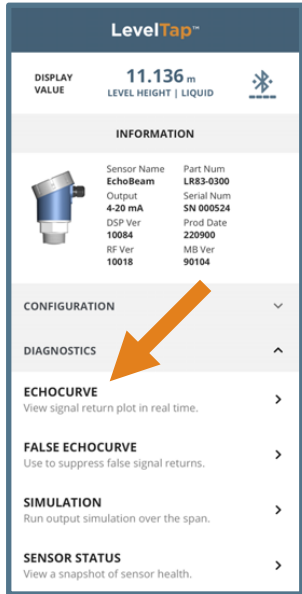 LevelTap™
DISPLAY VALUE
11.136 m
LEVEL HEIGHT | LIQUID
INFORMATION
Sensor Name Part Num
EchoBeam LR83-0300
Output Serial Num
4-20 mA SN 000524
DSP Ver Prod Date
10084 220900
RF Ver MB Ver
10018 90104
CONFIGURATION
DIAGNOSTICS
ECHOCURVE
View signal return plot in real time.
FALSE ECHOCURVE
Use to suppress false signal returns.
SIMULATION
Run output simulation over the span.
SENSOR STATUS
View a snapshot of sensor health.